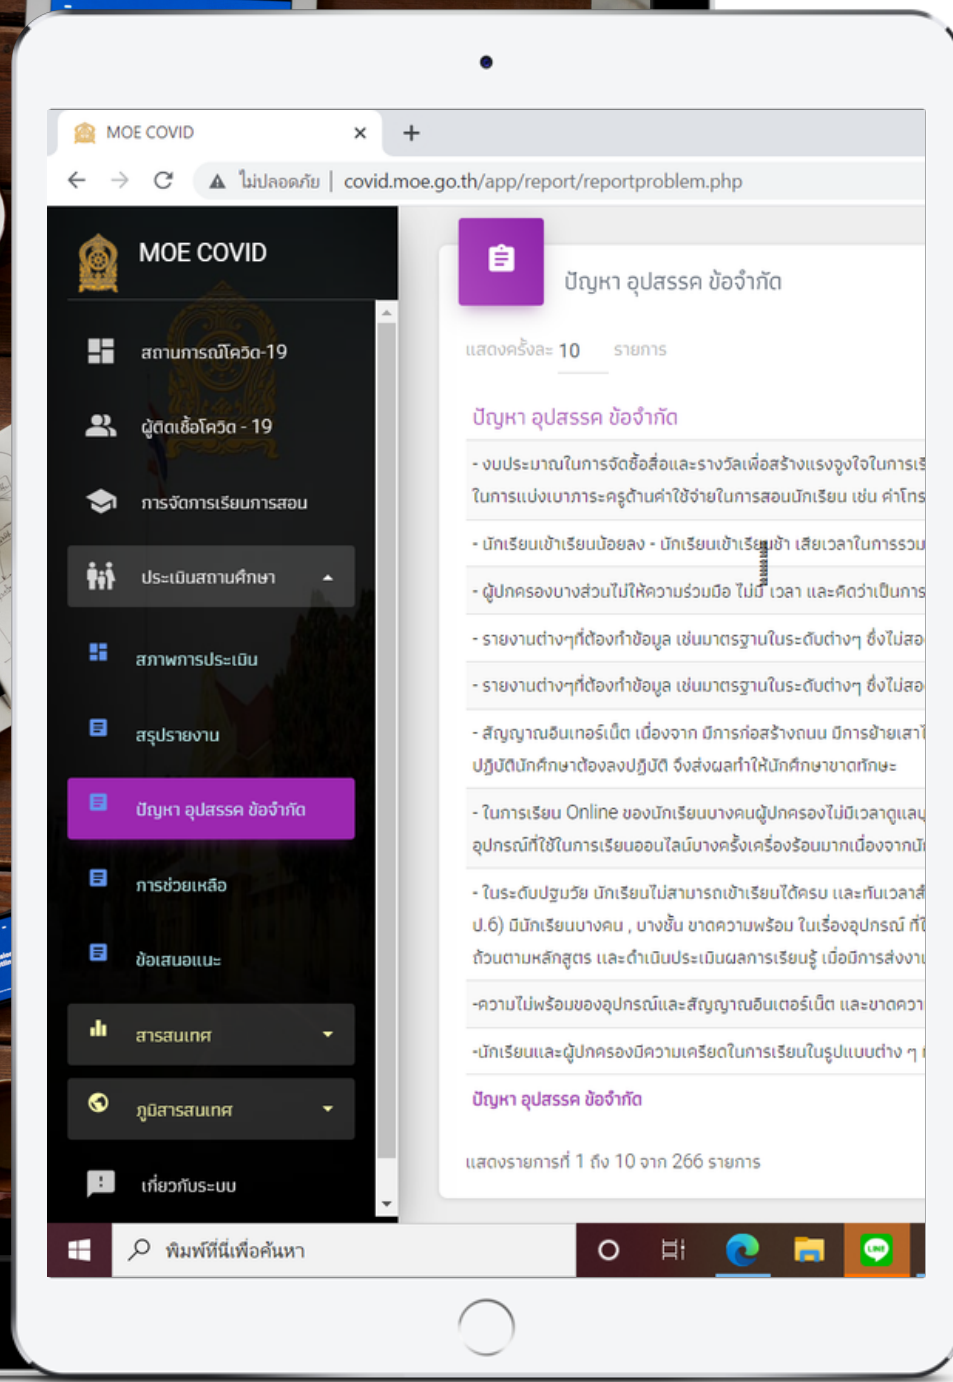 MOE COVID
ไม่ปลอดภัย | covid.moe.go.th/app/report/reportproblem.php
MOE COVID
สถานการณ์โควิด-19
ผู้ติดเชื้อโควิด - 19
การจัดการเรียนการสอน
ประเมินสถานศึกษา
สภาพการประเมิน
สรุปรายงาน
ปัญหา อุปสรรค ข้อจำกัด
การช่วยเหลือ
ข้อเสนอแนะ
สารสนเทศ
ภูมิสารสนเทศ
เกี่ยวกับระบบ
ปัญหา อุปสรรค ข้อจำกัด
แสดงครั้งละ 10 รายการ
ปัญหา อุปสรรค ข้อจำกัด
- งบประมาณในการจัดซื้อสื่อและรางวัลเพื่อสร้างแรงจูงใจในการเรี
ในการแบ่งเบาภาระครูด้านค่าใช้จ่ายในการสอนนักเรียน เช่น ค่าโทร
- นักเรียนเข้าเรียนน้อยลง - นักเรียนเข้าเรียนช้า เสียเวลาในการรวม
- ผู้ปกครองบางส่วนไม่ให้ความร่วมมือ ไม่มี เวลา และคิดว่าเป็นการ
- รายงานต่างๆที่ต้องทำข้อมูล เช่นมาตรฐานในระดับต่างๆ ซึ่งไม่สอ
- รายงานต่างๆที่ต้องทำข้อมูล เช่นมาตรฐานในระดับต่างๆ ซึ่งไม่สอ
- สัญญาณอินเทอร์เน็ต เนื่องจาก มีการก่อสร้างถนน มีการย้ายเสาไ
ปฏิบัตินักศึกษาต้องลงปฏิบัติ จึงส่งผลทำให้นักศึกษาขาดทักษะ
- ในการเรียน Online ของนักเรียนบางคนผู้ปกครองไม่มีเวลาดูแลบุ
อุปกรณ์ที่ใช้ในการเรียนออนไลน์บางครั้งเครื่องร้อนมากเนื่องจากนั
- ในระดับปฐมวัย นักเรียนไม่สามารถเข้าเรียนได้ครบ และทันเวลาสำ
ป.6) มีนักเรียนบางคน , บางชั้น ขาดความพร้อม ในเรื่องอุปกรณ์ ที่ใ
ถ้วนตามหลักสูตร และดำเนินประเมินผลการเรียนรู้ เมื่อมีการส่งงาน
-ความไม่พร้อมของอุปกรณ์และสัญญาณอินเตอร์เน็ต และขาดควา
-นักเรียนและผู้ปกครองมีความเครียดในการเรียนในรูปแบบต่าง ๆ ที่
ปัญหา อุปสรรค ข้อจำกัด
แสดงรายการที่ 1 ถึง 10 จาก 266 รายการ
พิมพ์ที่นี่เพื่อค้นหา
LINE